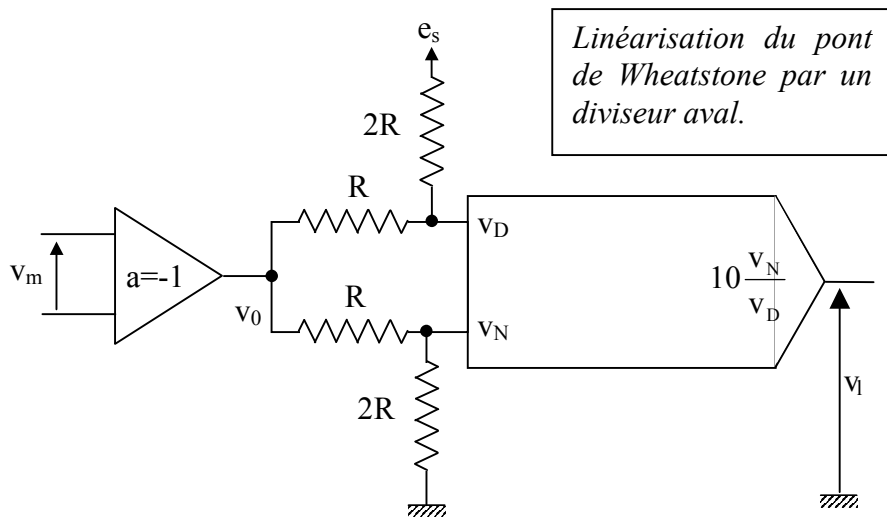 e_s
Linéarisation du pont
de Wheatstone par un
diviseur aval.
2R
R
v_D
v_m
a=-1
10 v_N / v_D
v_0
R
v_N
2R
v_l